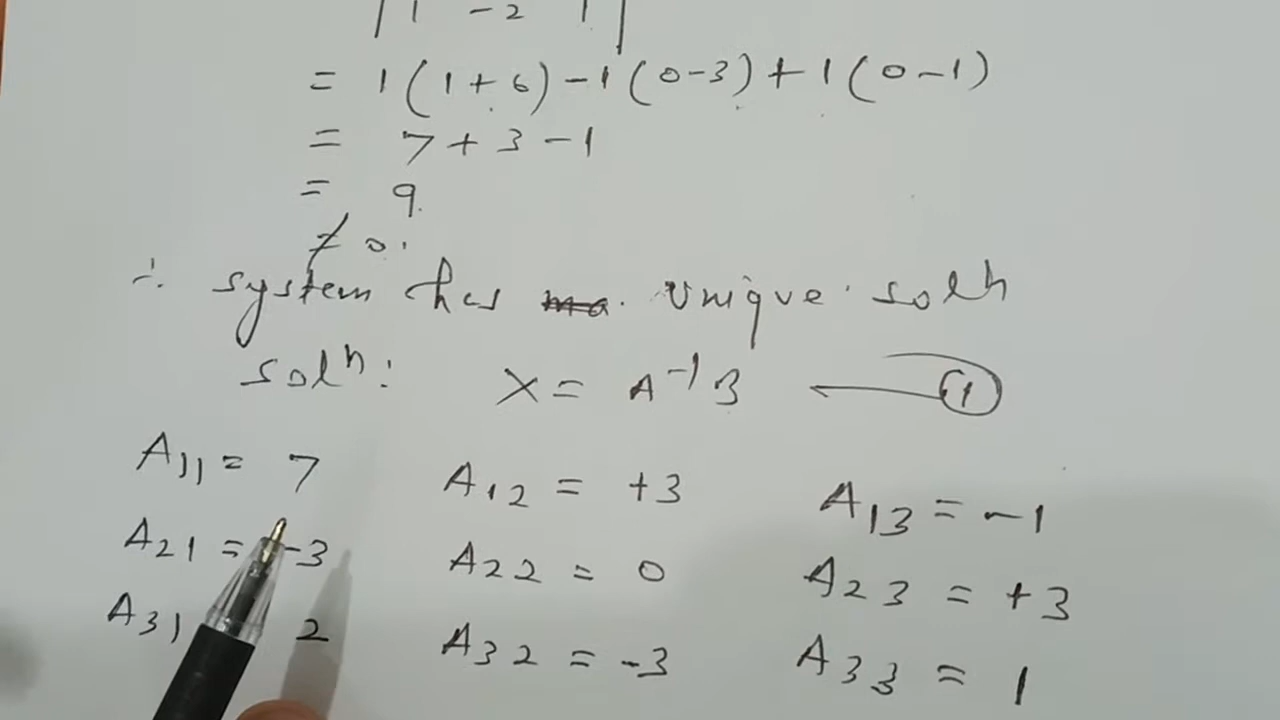 | 1 -2 1 |
= 1(1+6)-1(0-3)+1(0-1)
= 7+3-1
= 9.
≠ 0.
∴ system has unique solh
solⁿ: X = A⁻¹B ← (1)
A₁₁ = 7 A₁₂ = +3 A₁₃ = -1
A₂₁ = -3 A₂₂ = 0 A₂₃ = +3
A₃₁ 2 A₃₂ = -3 A₃₃ = 1